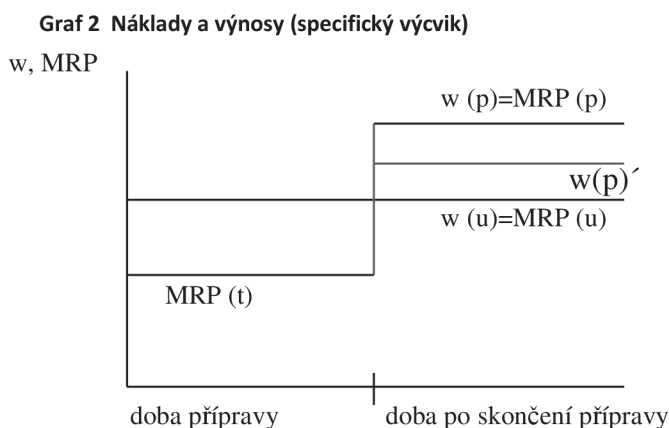 Graf 2 Náklady a výnosy (specifický výcvik)
w, MRP
w (p)=MRP (p)
w(p)´
w (u)=MRP (u)
MRP (t)
doba přípravy
doba po skončení přípravy